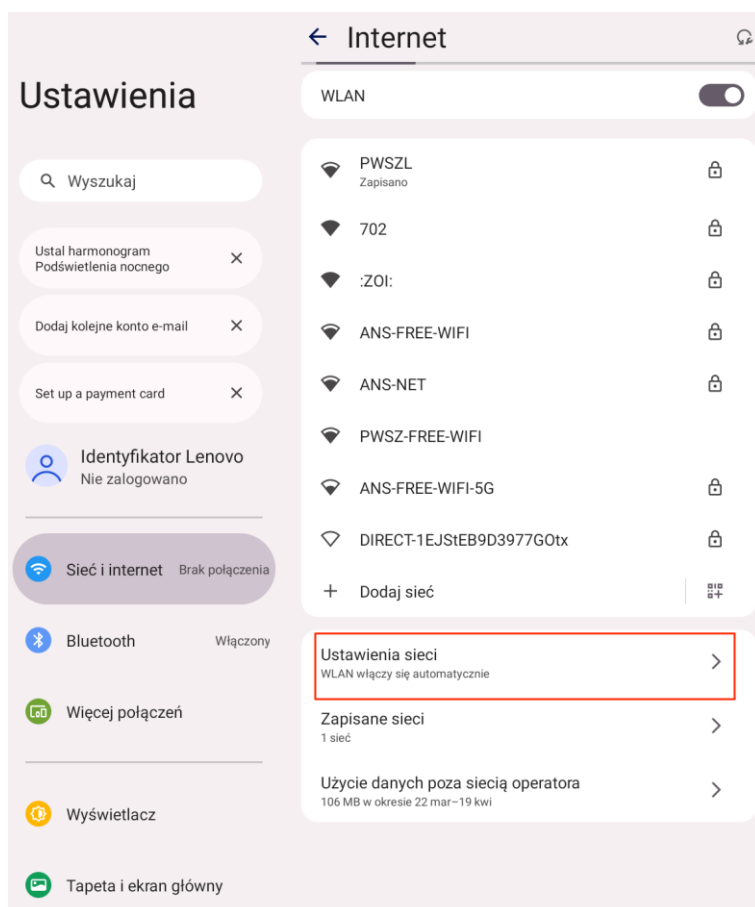 Ustawienia
Wyszukaj
Ustal harmonogram
Podświetlenia nocnego
Dodaj kolejne konto e-mail
Set up a payment card
Identyfikator Lenovo
Nie zalogowano
Sieć i internet Brak połączenia
Bluetooth Włączony
Więcej połączeń
Wyświetlacz
Tapeta i ekran główny
Internet
WLAN
PWSZL
Zapisano
702
:ZOI:
ANS-FREE-WIFI
ANS-NET
PWSZ-FREE-WIFI
ANS-FREE-WIFI-5G
DIRECT-1EJStEB9D3977GOtx
Dodaj sieć
Ustawienia sieci
WLAN włączy się automatycznie
Zapisane sieci
1 sieć
Użycie danych poza siecią operatora
106 MB w okresie 22 mar–19 kwi